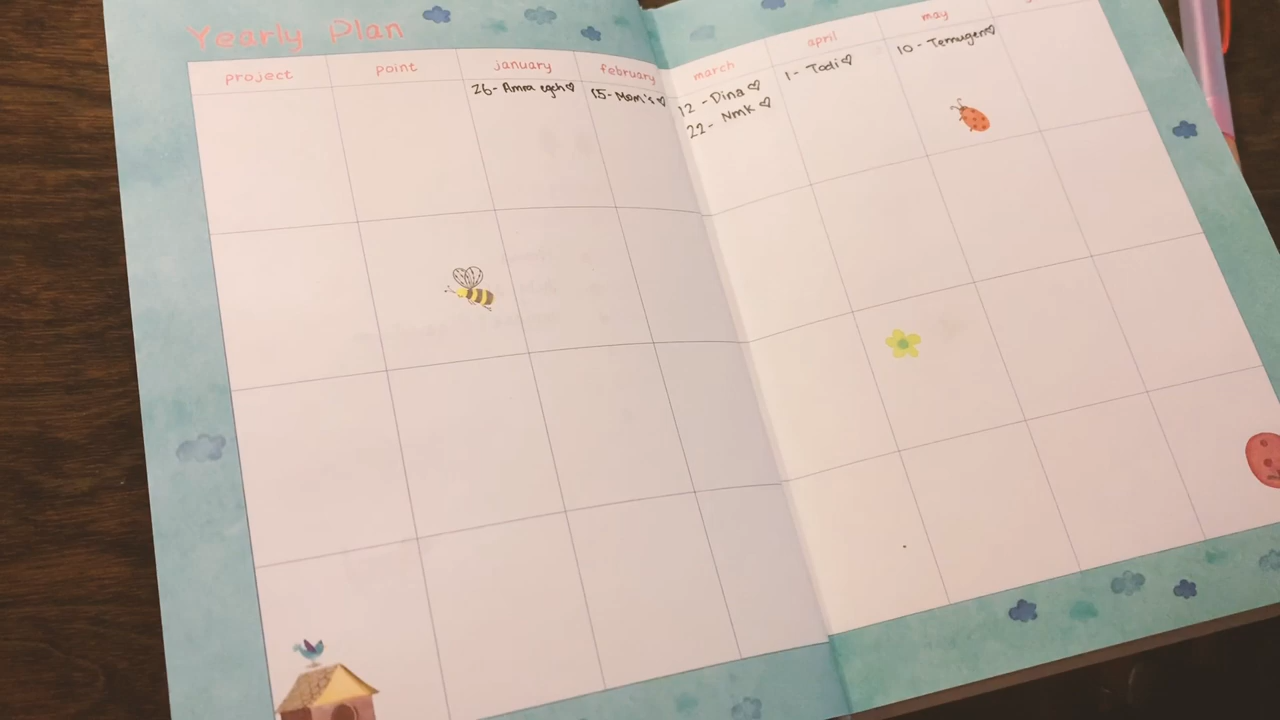 Yearly Plan
project
point
january
february
march
april
may
26- Amra egch♡
15- Mom's♡
12 - Dina ♡
22- Nmk ♡
1- Todi♡
10 - Temugen♡